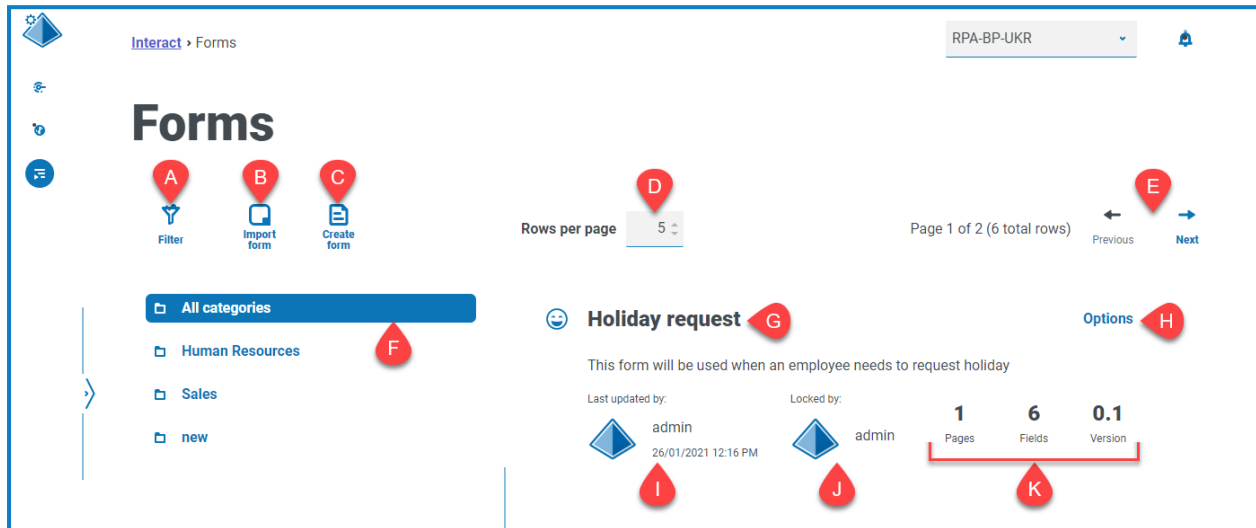 Interact › Forms
RPA-BP-UKR
Forms
A
B
C
D
E
Filter
Import
form
Create
form
Rows per page
5
Page 1 of 2 (6 total rows)
Previous
Next
All categories
F
Human Resources
Sales
new
Holiday request
G
Options
H
This form will be used when an employee needs to request holiday
Last updated by:
admin
26/01/2021 12:16 PM
Locked by:
admin
1
Pages
6
Fields
0.1
Version
I
J
K